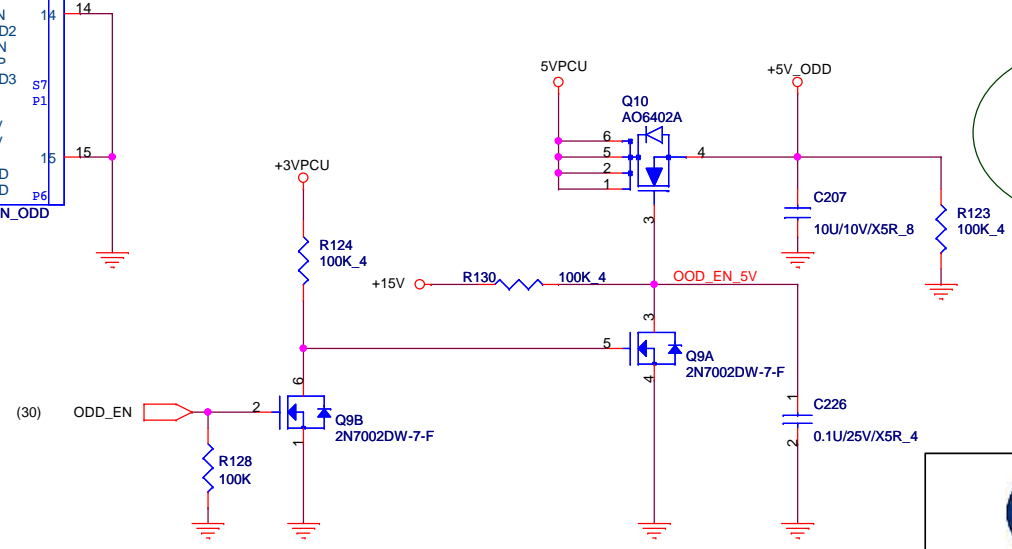 14
14
D2
N
P
D3
S7
P1
15
15
D
D
P6
N_ODD
5VPCU
+5V_ODD
Q10
AO6402A
6
5
2
1
4
3
+3VPCU
C207
10U/10V/X5R_8
R123
100K_4
R124
100K_4
+15V
R130
100K_4
OOD_EN_5V
3
5
Q9A
2N7002DW-7-F
4
6
(30)
ODD_EN
2
Q9B
2N7002DW-7-F
1
1
C226
0.1U/25V/X5R_4
2
R128
100K